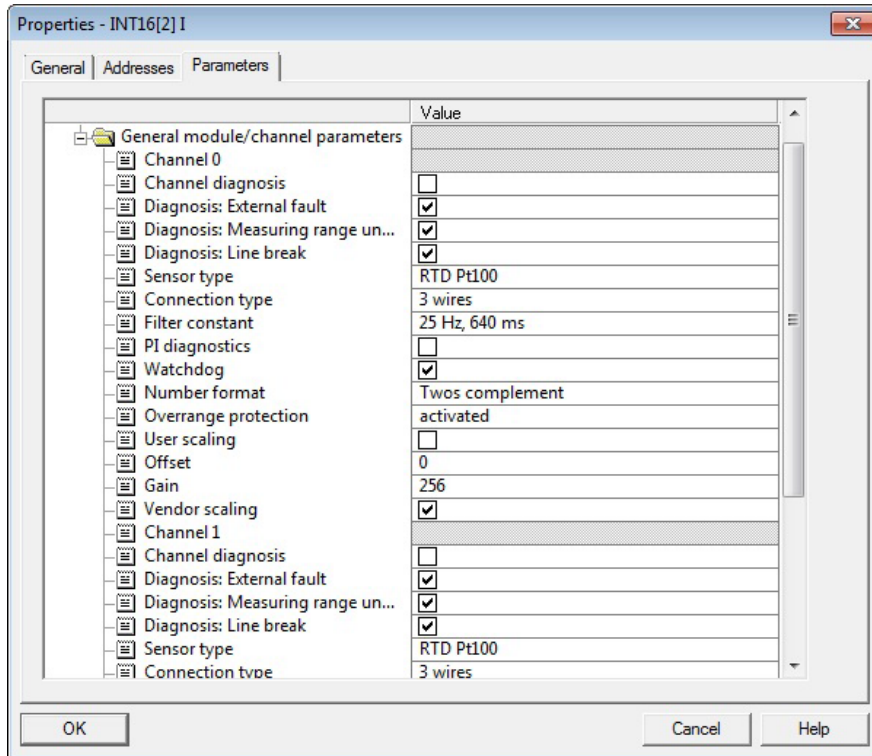 Properties - INT16[2] I
General Addresses Parameters
Value
General module/channel parameters
Channel 0
Channel diagnosis
Diagnosis: External fault
Diagnosis: Measuring range un...
Diagnosis: Line break
Sensor type RTD Pt100
Connection type 3 wires
Filter constant 25 Hz, 640 ms
PI diagnostics
Watchdog
Number format Twos complement
Overrange protection activated
User scaling
Offset 0
Gain 256
Vendor scaling
Channel 1
Channel diagnosis
Diagnosis: External fault
Diagnosis: Measuring range un...
Diagnosis: Line break
Sensor type RTD Pt100
Connection type 3 wires
OK Cancel Help